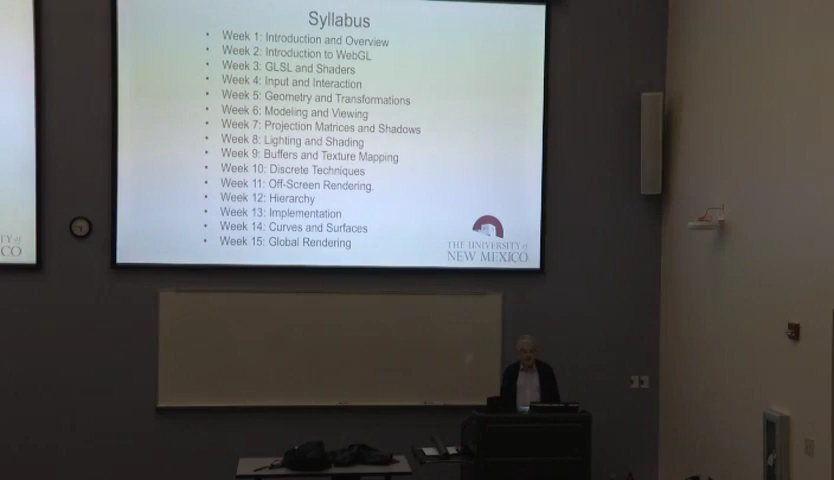 Syllabus
• Week 1: Introduction and Overview
• Week 2: Introduction to WebGL
• Week 3: GLSL and Shaders
• Week 4: Input and Interaction
• Week 5: Geometry and Transformations
• Week 6: Modeling and Viewing
• Week 7: Projection Matrices and Shadows
• Week 8: Lighting and Shading
• Week 9: Buffers and Texture Mapping
• Week 10: Discrete Techniques
• Week 11: Off-Screen Rendering.
• Week 12: Hierarchy
• Week 13: Implementation
• Week 14: Curves and Surfaces
• Week 15: Global Rendering
THE UNIVERSITY of
NEW MEXICO
TY of
CO